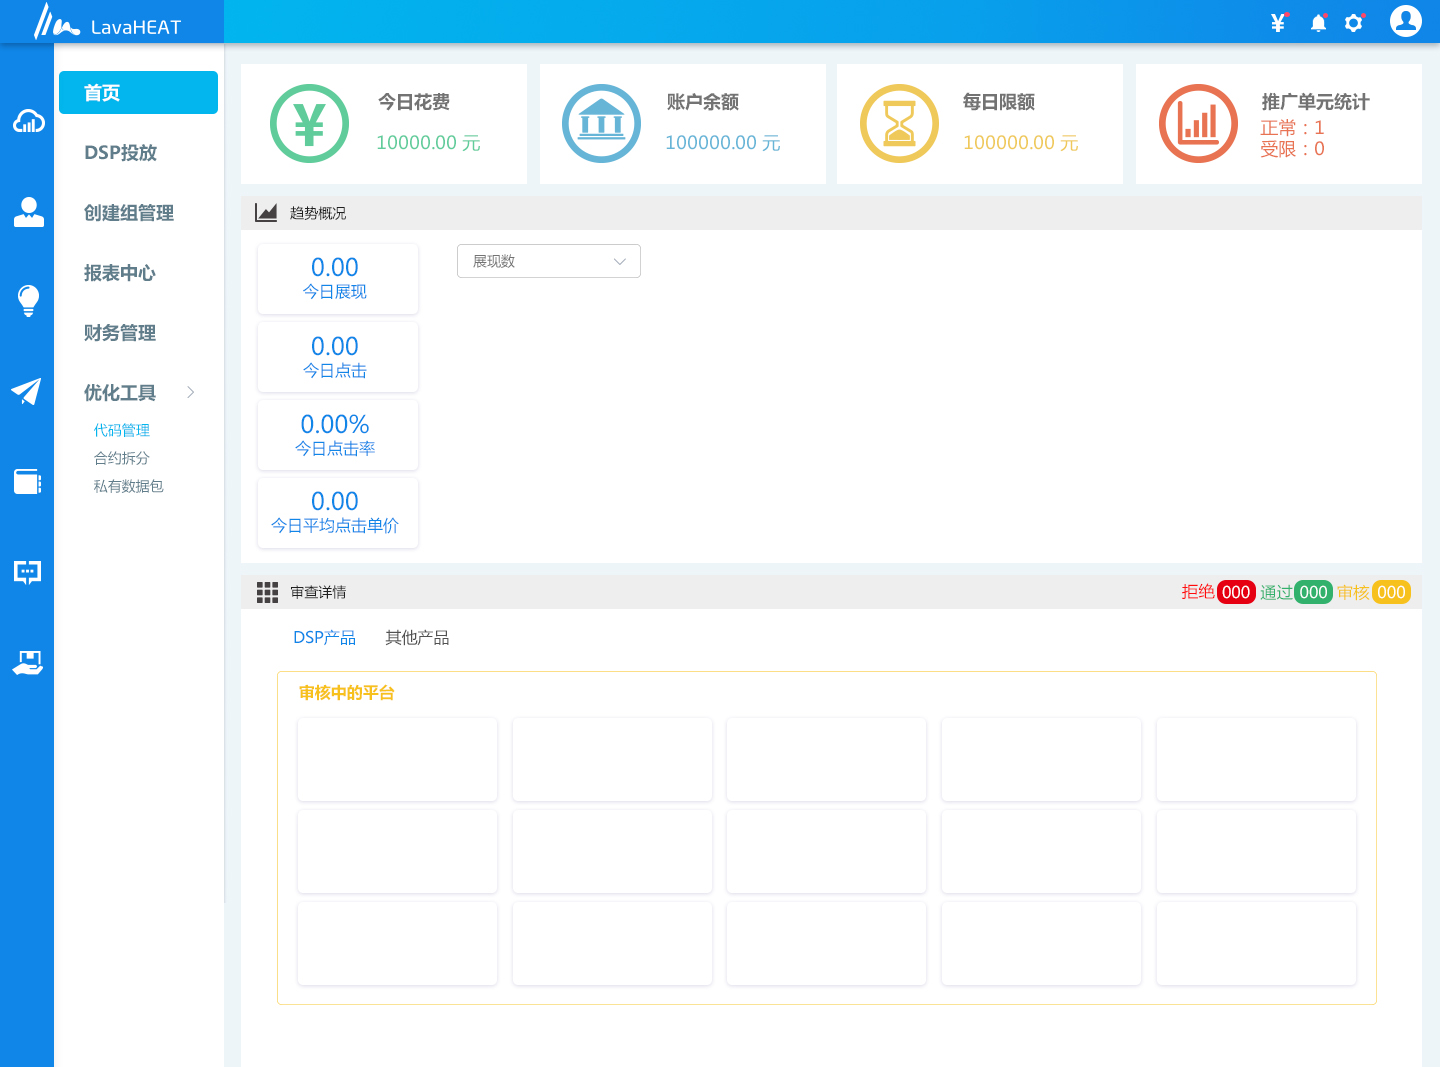 LavaHEAT
首页
DSP投放
创建组管理
报表中心
财务管理
优化工具
代码管理
合约拆分
私有数据包
今日花费
10000.00 元
账户余额
100000.00 元
每日限额
100000.00 元
推广单元统计
正常：1
受限：0
趋势概况
0.00
今日展现
0.00
今日点击
0.00%
今日点击率
0.00
今日平均点击单价
展现数
审查详情
拒绝 000 通过 000 审核 000
DSP产品 其他产品
审核中的平台